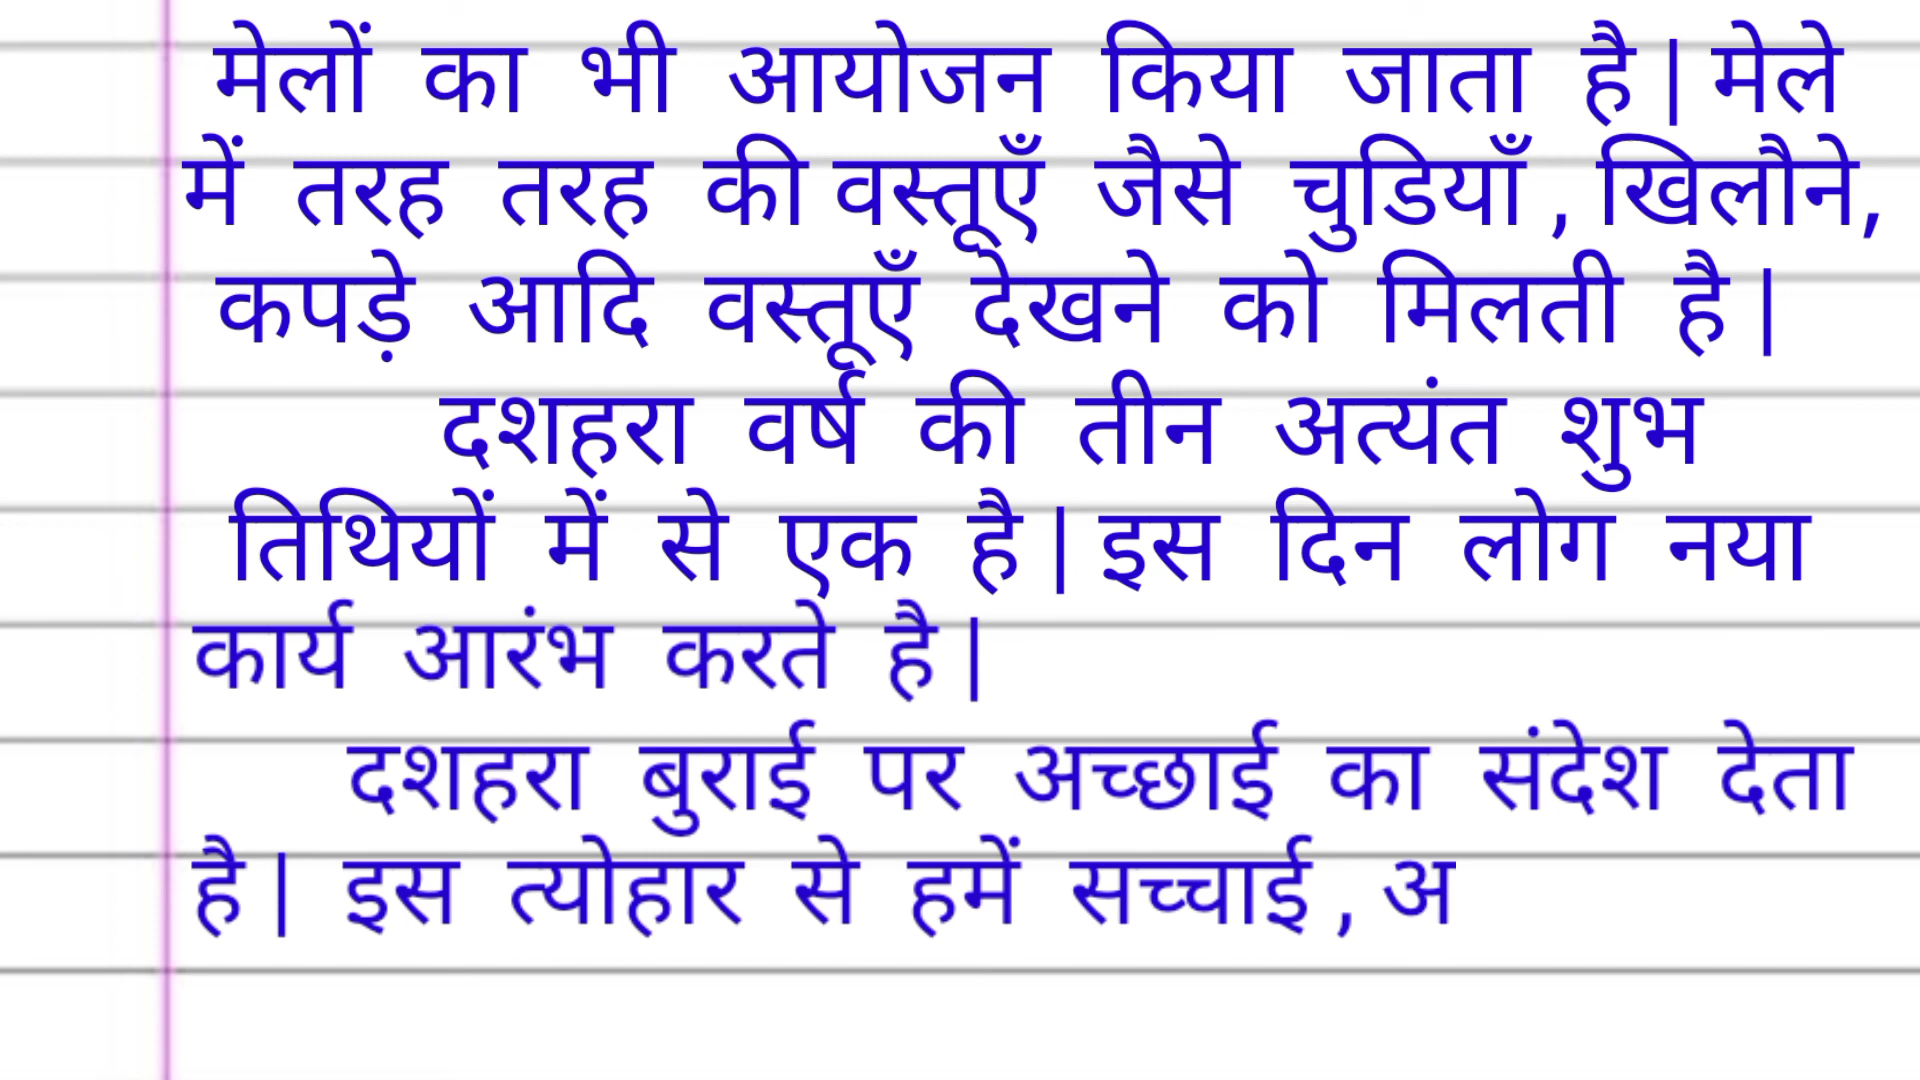 मेलों का भी आयोजन किया जाता है | मेले
में तरह तरह की वस्तूएँ जैसे चुडियाँ , खिलौने,
कपड़े आदि वस्तूएँ देखने को मिलती है |
दशहरा वर्ष की तीन अत्यंत शुभ
तिथियों में से एक है | इस दिन लोग नया
कार्य आरंभ करते है |
दशहरा बुराई पर अच्छाई का संदेश देता
है | इस त्योहार से हमें सच्चाई , अ